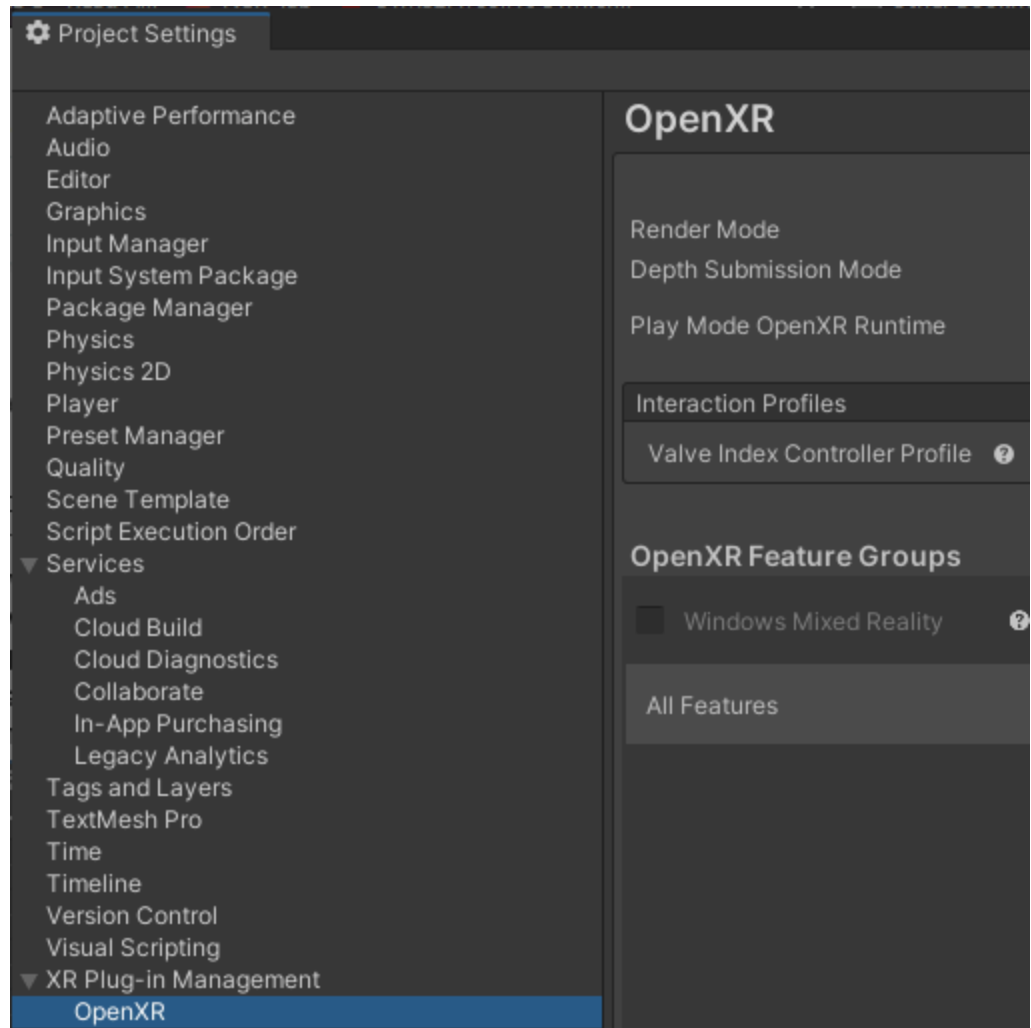 Project Settings
Adaptive Performance
Audio
Editor
Graphics
Input Manager
Input System Package
Package Manager
Physics
Physics 2D
Player
Preset Manager
Quality
Scene Template
Script Execution Order
Services
Ads
Cloud Build
Cloud Diagnostics
Collaborate
In-App Purchasing
Legacy Analytics
Tags and Layers
TextMesh Pro
Time
Timeline
Version Control
Visual Scripting
XR Plug-in Management
OpenXR
OpenXR
Render Mode
Depth Submission Mode
Play Mode OpenXR Runtime
Interaction Profiles
Valve Index Controller Profile
OpenXR Feature Groups
Windows Mixed Reality
All Features